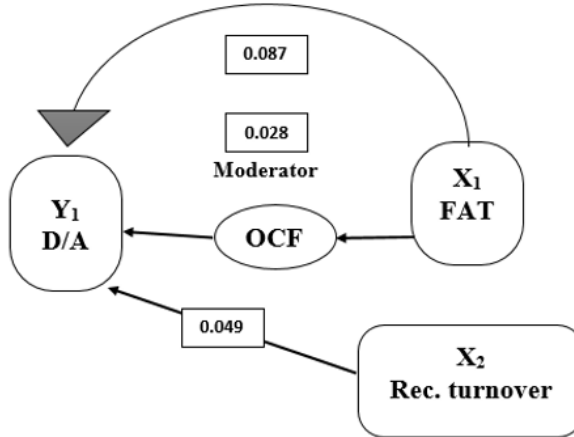 0.087
0.028
Moderator
Y₁
D/A
OCF
X₁
FAT
0.049
X₂
Rec. turnover